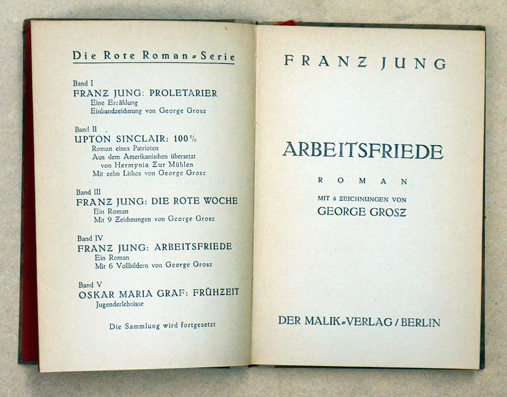 Die Rote Roman=Serie
Band I
FRANZ JUNG: PROLETARIER
Eine Erzählung
Einbandzeichnung von George Grosz
Band II
UPTON SINCLAIR: 100%
Roman eines Patrioten
Aus dem Amerikanischen übersetzt
von Hermynia Zur Mühlen
Mit zehn Lithos von George Grosz
Band III
FRANZ JUNG: DIE ROTE WOCHE
Ein Roman
Mit 9 Zeichnungen von George Grosz
Band IV
FRANZ JUNG: ARBEITSFRIEDE
Ein Roman
Mit 6 Vollbildern von George Grosz
Band V
OSKAR MARIA GRAF: FRÜHZEIT
Jugenderlebnisse
Die Sammlung wird fortgesetzt
FRANZ JUNG
ARBEITSFRIEDE
ROMAN
MIT 6 ZEICHNUNGEN VON
GEORGE GROSZ
DER MALIK=VERLAG / BERLIN